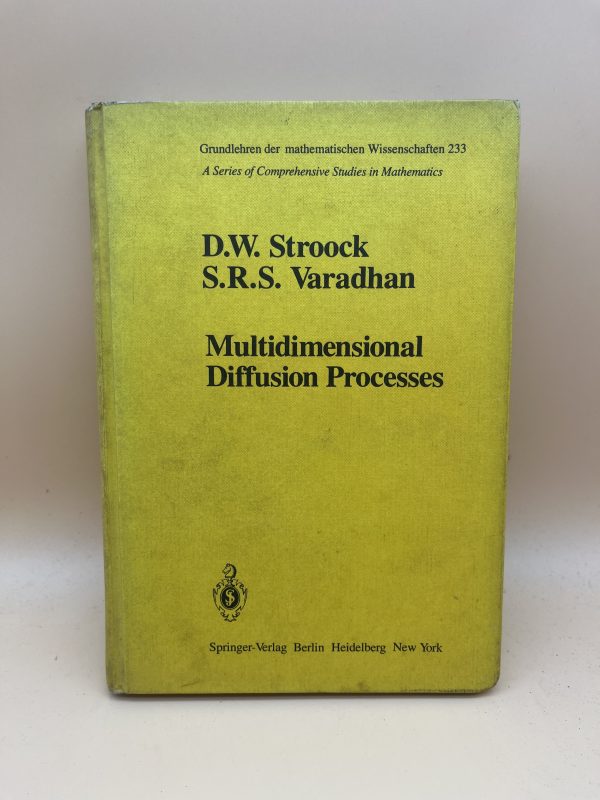 Grundlehren der mathematischen Wissenschaften 233
A Series of Comprehensive Studies in Mathematics
D.W. Stroock
S.R.S. Varadhan
Multidimensional
Diffusion Processes
Springer-Verlag Berlin Heidelberg New York